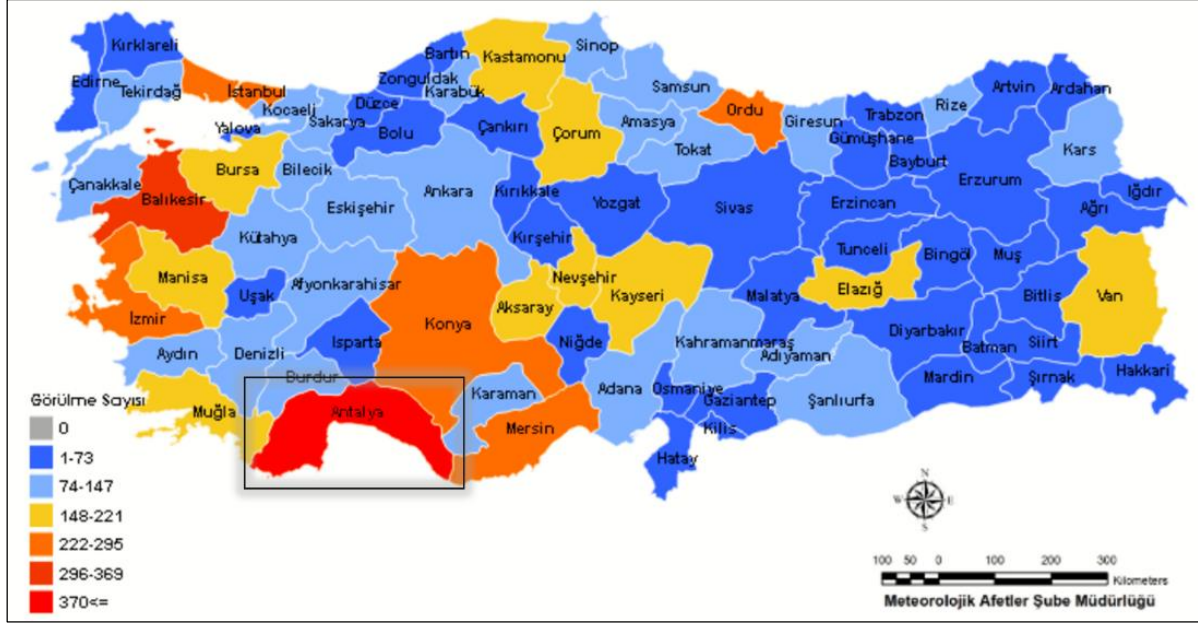 Kırklareli
Edirne
Tekirdağ
İstanbul
Kocaeli
Yalova
Sakarya
Düzce
Zonguldak
Bartın
Karabük
Kastamonu
Sinop
Samsun
Ordu
Giresun
Trabzon
Rize
Artvin
Ardahan
Bolu
Çankırı
Çorum
Amasya
Tokat
Gümüşhane
Bayburt
Erzurum
Kars
Iğdır
Ağrı
Çanakkale
Balıkesir
Bursa
Bilecik
Eskişehir
Ankara
Kırıkkale
Yozgat
Sivas
Erzincan
Kütahya
Kırşehir
Tunceli
Bingöl
Muş
Manisa
Uşak
Afyonkarahisar
Nevşehir
Aksaray
Kayseri
Malatya
Elazığ
Bitlis
Van
İzmir
Konya
Isparta
Niğde
Kahramanmaraş
Adıyaman
Diyarbakır
Batman
Siirt
Aydın
Denizli
Burdur
Karaman
Adana
Osmaniye
Gaziantep
Şanlıurfa
Mardin
Şırnak
Hakkari
Muğla
Antalya
Mersin
Kilis
Hatay
Görülme Sayısı
0
1-73
74-147
148-221
222-295
296-369
370<=
N
W E
S
100 50 0 100 200 300
Kilometers
Meteorolojik Afetler Şube Müdürlüğü